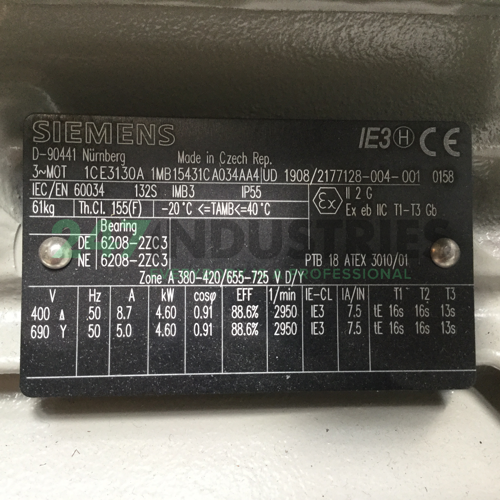 SIEMENS IE3 H CE
D-90441 Nürnberg Made in Czech Rep.
3~MOT 1CE3130A 1MB15431CA034AA4 UD 1908/2177128-004-001 0158
IEC/EN 60034 132S IMB3 IP55 Ex II 2 G
61kg Th.Cl. 155(F) -20°C <=TAMB<=40°C Ex eb IIC T1-T3 Gb
Bearing
DE 6208-2ZC3
NE 6208-2ZC3 PTB 18 ATEX 3010/01
247INDUSTRIES
PROFESSIONAL
Zone A 380-420/655-725 V D/Y
V Hz A kW cosφ EFF 1/min IE-CL IA/IN T1 T2 T3
400 Δ 50 8.7 4.60 0.91 88.6% 2950 IE3 7.5 tE 16s 16s 13s
690 Y 50 5.0 4.60 0.91 88.6% 2950 IE3 7.5 tE 16s 16s 13s